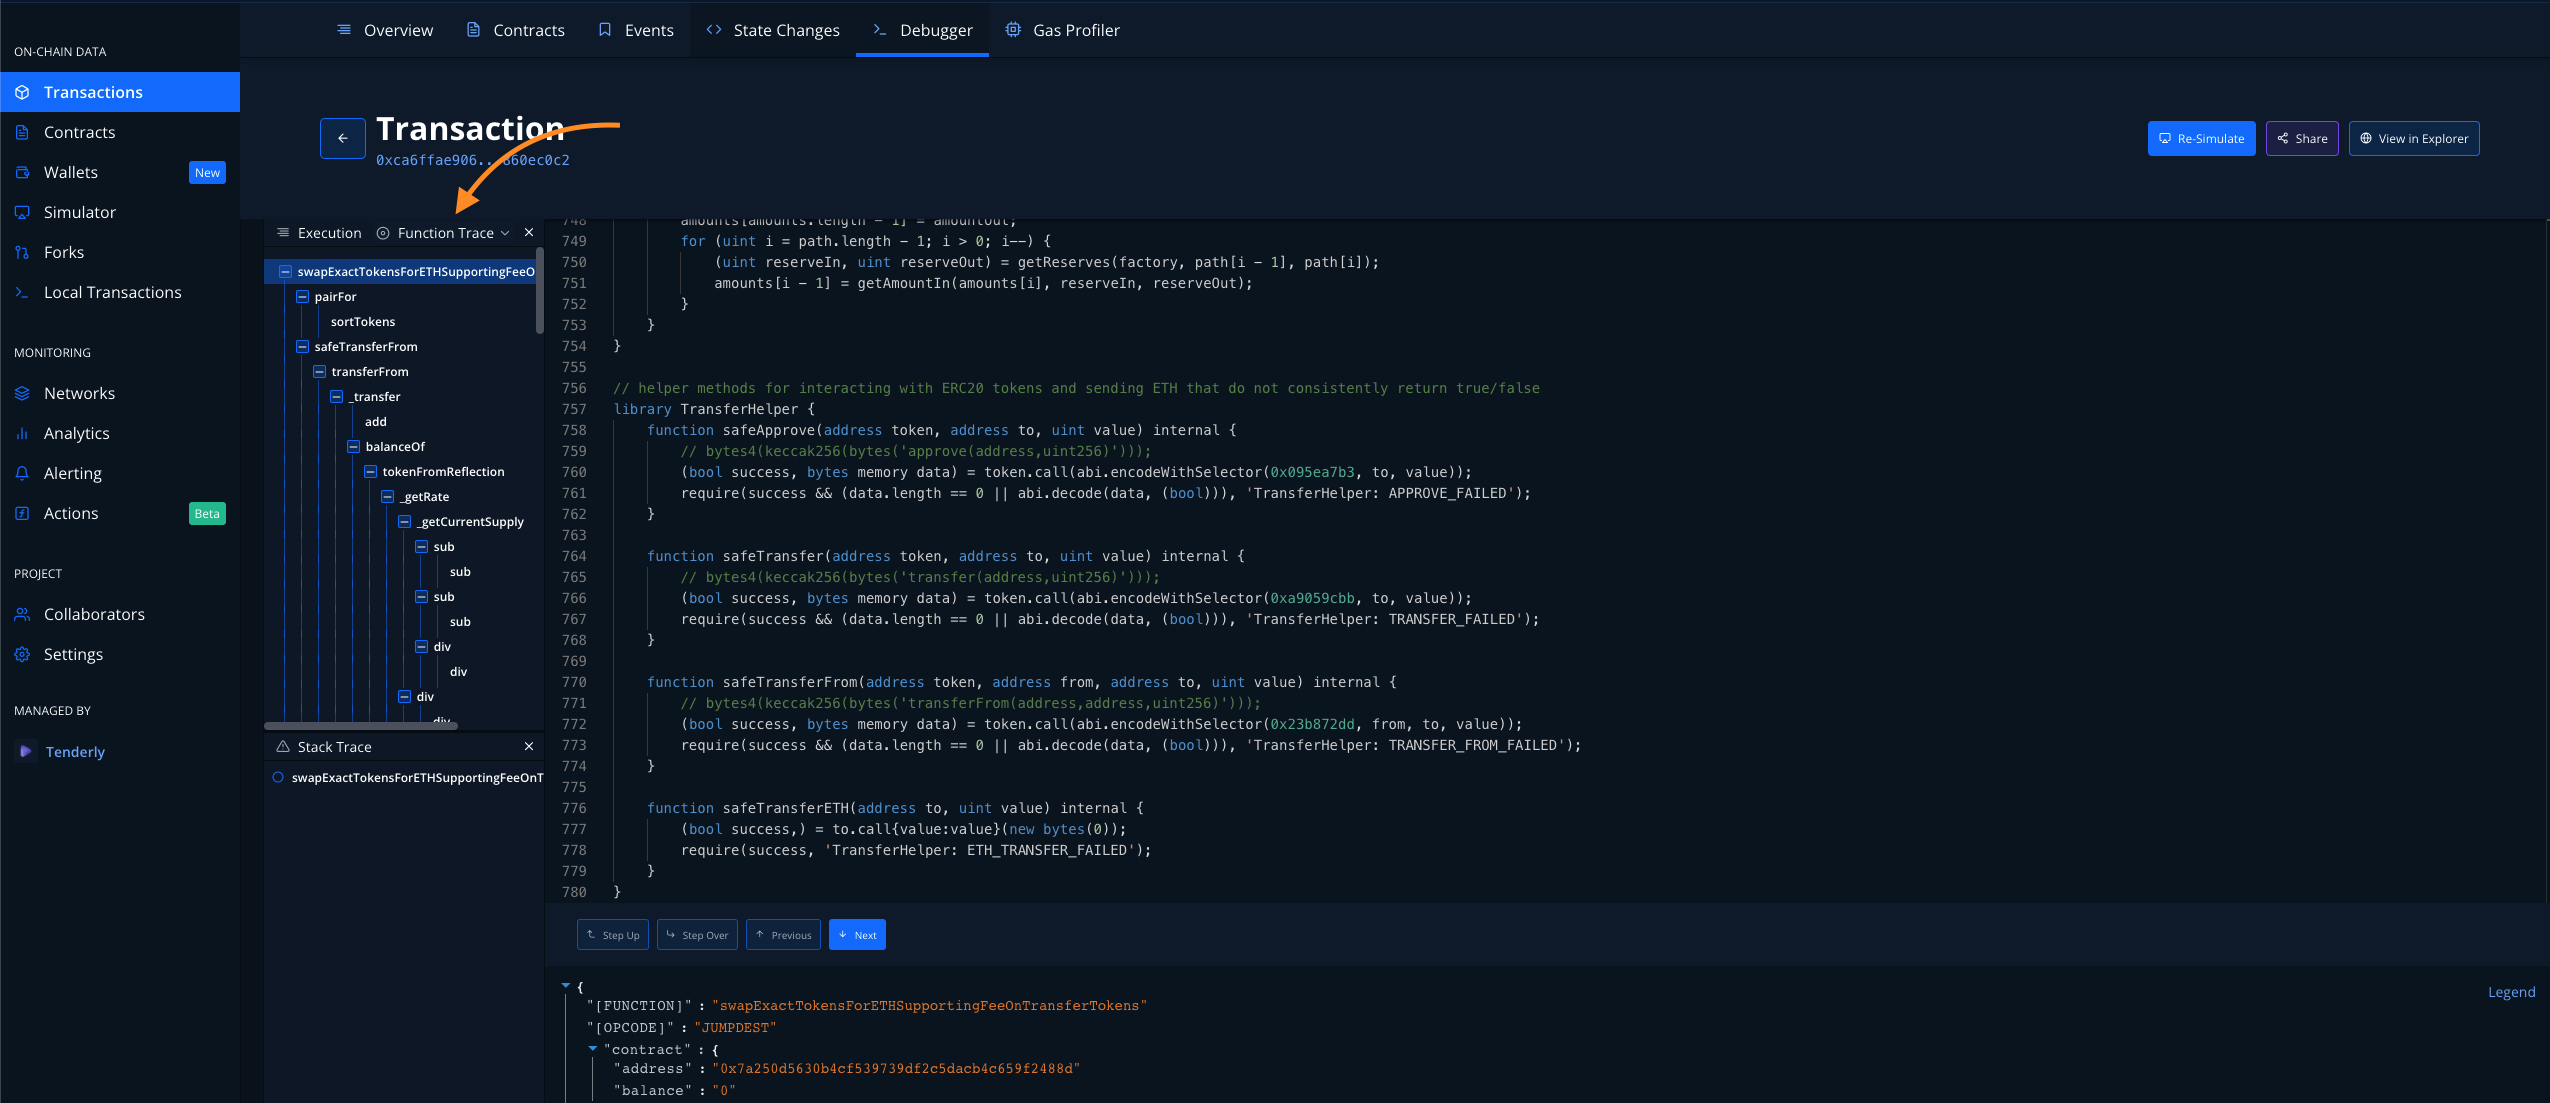 Overview
Contracts
Events
State Changes
Debugger
Gas Profiler
ON-CHAIN DATA
Transactions
Contracts
Wallets New
Simulator
Forks
Local Transactions
MONITORING
Networks
Analytics
Alerting
Actions Beta
PROJECT
Collaborators
Settings
MANAGED BY
Tenderly
Transaction
0xca6ffae906...860ec0c2
Re-Simulate
Share
View in Explorer
Execution Function Trace
swapExactTokensForETHSupportingFeeO
pairFor
sortTokens
safeTransferFrom
transferFrom
_transfer
add
balanceOf
tokenFromReflection
_getRate
_getCurrentSupply
sub
sub
sub
sub
div
div
div
div
Stack Trace
swapExactTokensForETHSupportingFeeOnT
748 amounts[amounts.length - 1] = amountOut;
749 for (uint i = path.length - 1; i > 0; i--) {
750 (uint reserveIn, uint reserveOut) = getReserves(factory, path[i - 1], path[i]);
751 amounts[i - 1] = getAmountIn(amounts[i], reserveIn, reserveOut);
752 }
753 }
754 }
755
756 // helper methods for interacting with ERC20 tokens and sending ETH that do not consistently return true/false
757 library TransferHelper {
758 function safeApprove(address token, address to, uint value) internal {
759 // bytes4(keccak256(bytes('approve(address,uint256)')));
760 (bool success, bytes memory data) = token.call(abi.encodeWithSelector(0x095ea7b3, to, value));
761 require(success && (data.length == 0 || abi.decode(data, (bool))), 'TransferHelper: APPROVE_FAILED');
762 }
763
764 function safeTransfer(address token, address to, uint value) internal {
765 // bytes4(keccak256(bytes('transfer(address,uint256)')));
766 (bool success, bytes memory data) = token.call(abi.encodeWithSelector(0xa9059cbb, to, value));
767 require(success && (data.length == 0 || abi.decode(data, (bool))), 'TransferHelper: TRANSFER_FAILED');
768 }
769
770 function safeTransferFrom(address token, address from, address to, uint value) internal {
771 // bytes4(keccak256(bytes('transferFrom(address,address,uint256)')));
772 (bool success, bytes memory data) = token.call(abi.encodeWithSelector(0x23b872dd, from, to, value));
773 require(success && (data.length == 0 || abi.decode(data, (bool))), 'TransferHelper: TRANSFER_FROM_FAILED');
774 }
775
776 function safeTransferETH(address to, uint value) internal {
777 (bool success,) = to.call{value:value}(new bytes(0));
778 require(success, 'TransferHelper: ETH_TRANSFER_FAILED');
779 }
780 }
Step Up
Step Over
Previous
Next
Legend
{
"[FUNCTION]" : "swapExactTokensForETHSupportingFeeOnTransferTokens"
"[OPCODE]" : "JUMPDEST"
"contract" : {
"address" : "0x7a250d5630b4cf539739df2c5dacb4c659f2488d"
"balance" : "0"